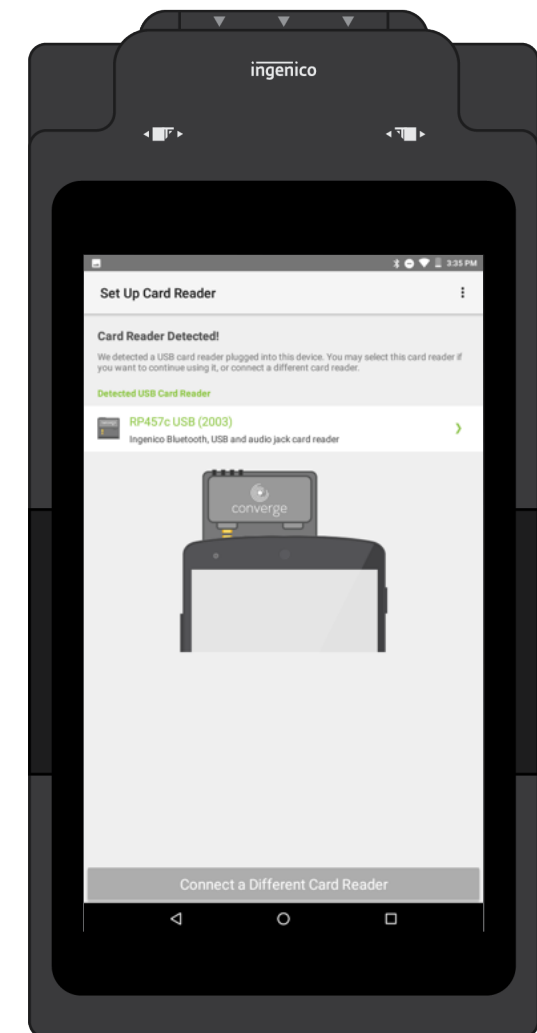 ingenico
3:35 PM
Set Up Card Reader
Card Reader Detected!
We detected a USB card reader plugged into this device. You may select this card reader if
you want to continue using it, or connect a different card reader.
Detected USB Card Reader
RP457c USB (2003)
Ingenico Bluetooth, USB and audio jack card reader
converge
Connect a Different Card Reader